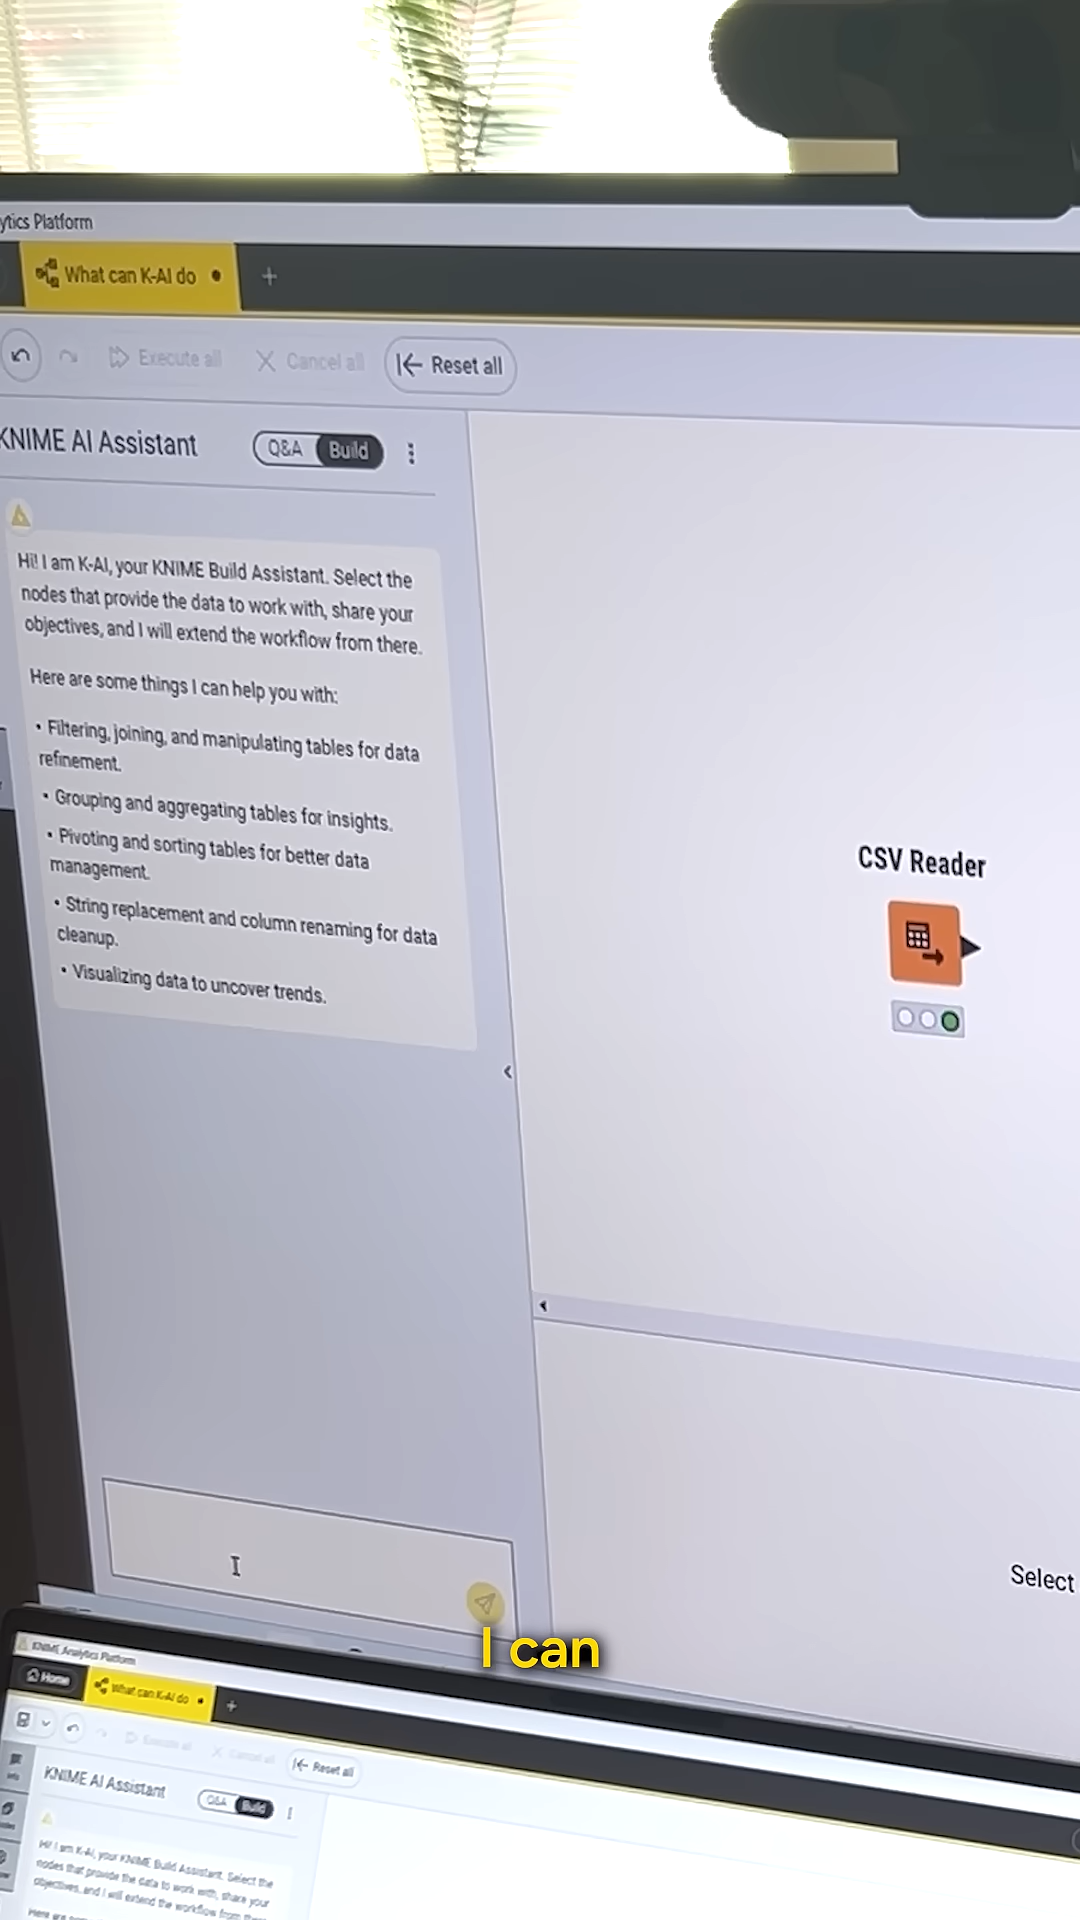 ytics Platform
What can K-AI do
Execute all
Cancel all
Reset all
KNIME AI Assistant
Q&A
Build
Hi! I am K-AI, your KNIME Build Assistant. Select the
nodes that provide the data to work with, share your
objectives, and I will extend the workflow from there.
Here are some things I can help you with:
• Filtering, joining, and manipulating tables for data
refinement.
• Grouping and aggregating tables for insights.
• Pivoting and sorting tables for better data
management.
• String replacement and column renaming for data
cleanup.
• Visualizing data to uncover trends.
CSV Reader
Select
I can
KNIME Analytics Platform
Home
What can K-AI do
Execute all
Cancel all
Reset all
KNIME AI Assistant
Q&A
Build
Hi! I am K-AI, your KNIME Build Assistant. Select the
nodes that provide the data to work with, share your
objectives, and I will extend the workflow from
Here are